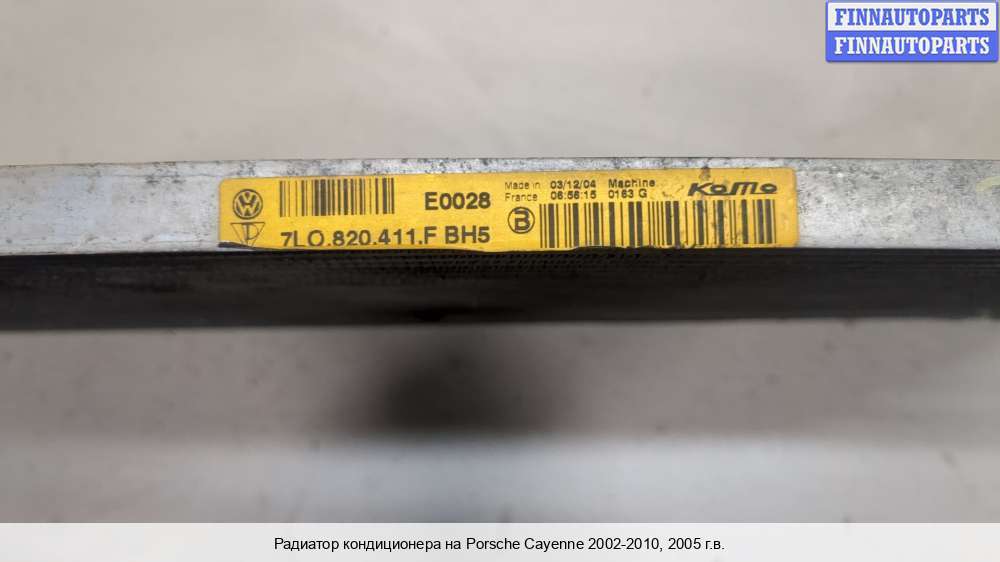 FINNAUTOPARTS
FINNAUTOPARTS
E0028
Made in France
03/12/04 Machine
06:56:15 0163 G
KOMO
7LO.820.411.F BH5
B
Радиатор кондиционера на Porsche Cayenne 2002-2010, 2005 г.в.